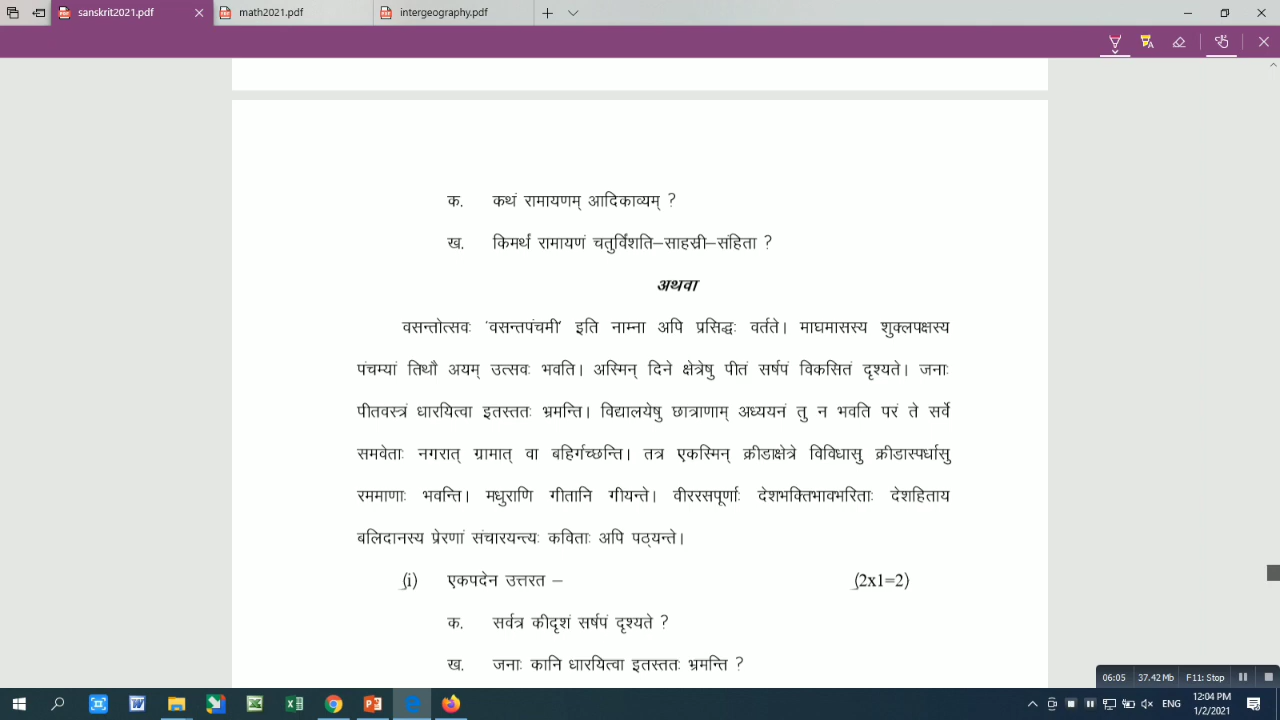 sanskrit2021.pdf math2021.pdf intergeography.pdf
क. कथं रामायणम् आदिकाव्यम् ?
ख. किमर्थं रामायणं चतुर्विंशति–साहस्री–संहिता ?
अथवा
वसन्तोत्सवः 'वसन्तपंचमी' इति नाम्ना अपि प्रसिद्धः वर्तते। माघमासस्य शुक्लपक्षस्य
पंचम्यां तिथौ अयम् उत्सवः भवति। अस्मिन् दिने क्षेत्रेषु पीतं सर्षपं विकसितं दृश्यते। जनाः
पीतवस्त्रं धारयित्वा इतस्ततः भ्रमन्ति। विद्यालयेषु छात्राणाम् अध्ययनं तु न भवति परं ते सर्वे
समवेताः नगरात् ग्रामात् वा बहिर्गच्छन्ति। तत्र एकस्मिन् क्रीडाक्षेत्रे विविधासु क्रीडास्पर्धासु
रममाणाः भवन्ति। मधुराणि गीतानि गीयन्ते। वीररसपूर्णाः देशभक्तिभावभरिताः देशहिताय
बलिदानस्य प्रेरणां संचारयन्त्यः कविताः अपि पठ्यन्ते।
(i) एकपदेन उत्तरत – (2x1=2)
क. सर्वत्र कीदृशं सर्षपं दृश्यते ?
ख. जनाः कानि धारयित्वा इतस्ततः भ्रमन्ति ?
06:05 37.42 Mb F11: Stop
ENG 12:04 PM
1/2/2021